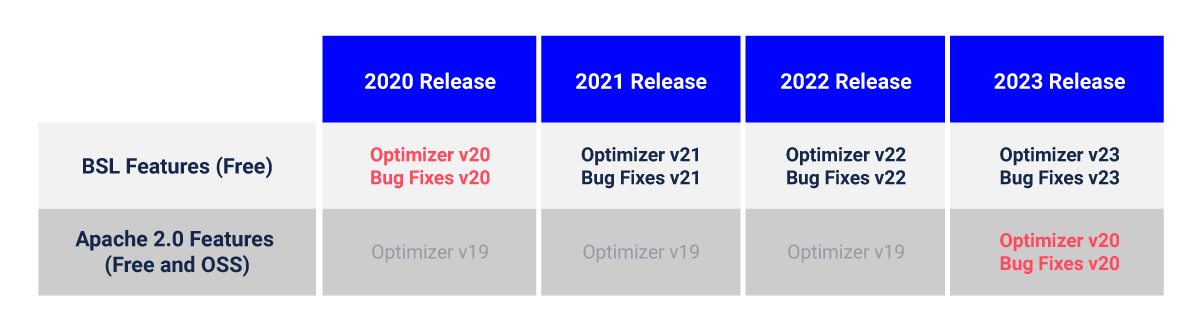 2020 Release
2021 Release
2022 Release
2023 Release
BSL Features (Free)
Optimizer v20
Bug Fixes v20
Optimizer v21
Bug Fixes v21
Optimizer v22
Bug Fixes v22
Optimizer v23
Bug Fixes v23
Apache 2.0 Features
(Free and OSS)
Optimizer v19
Optimizer v19
Optimizer v19
Optimizer v20
Bug Fixes v20